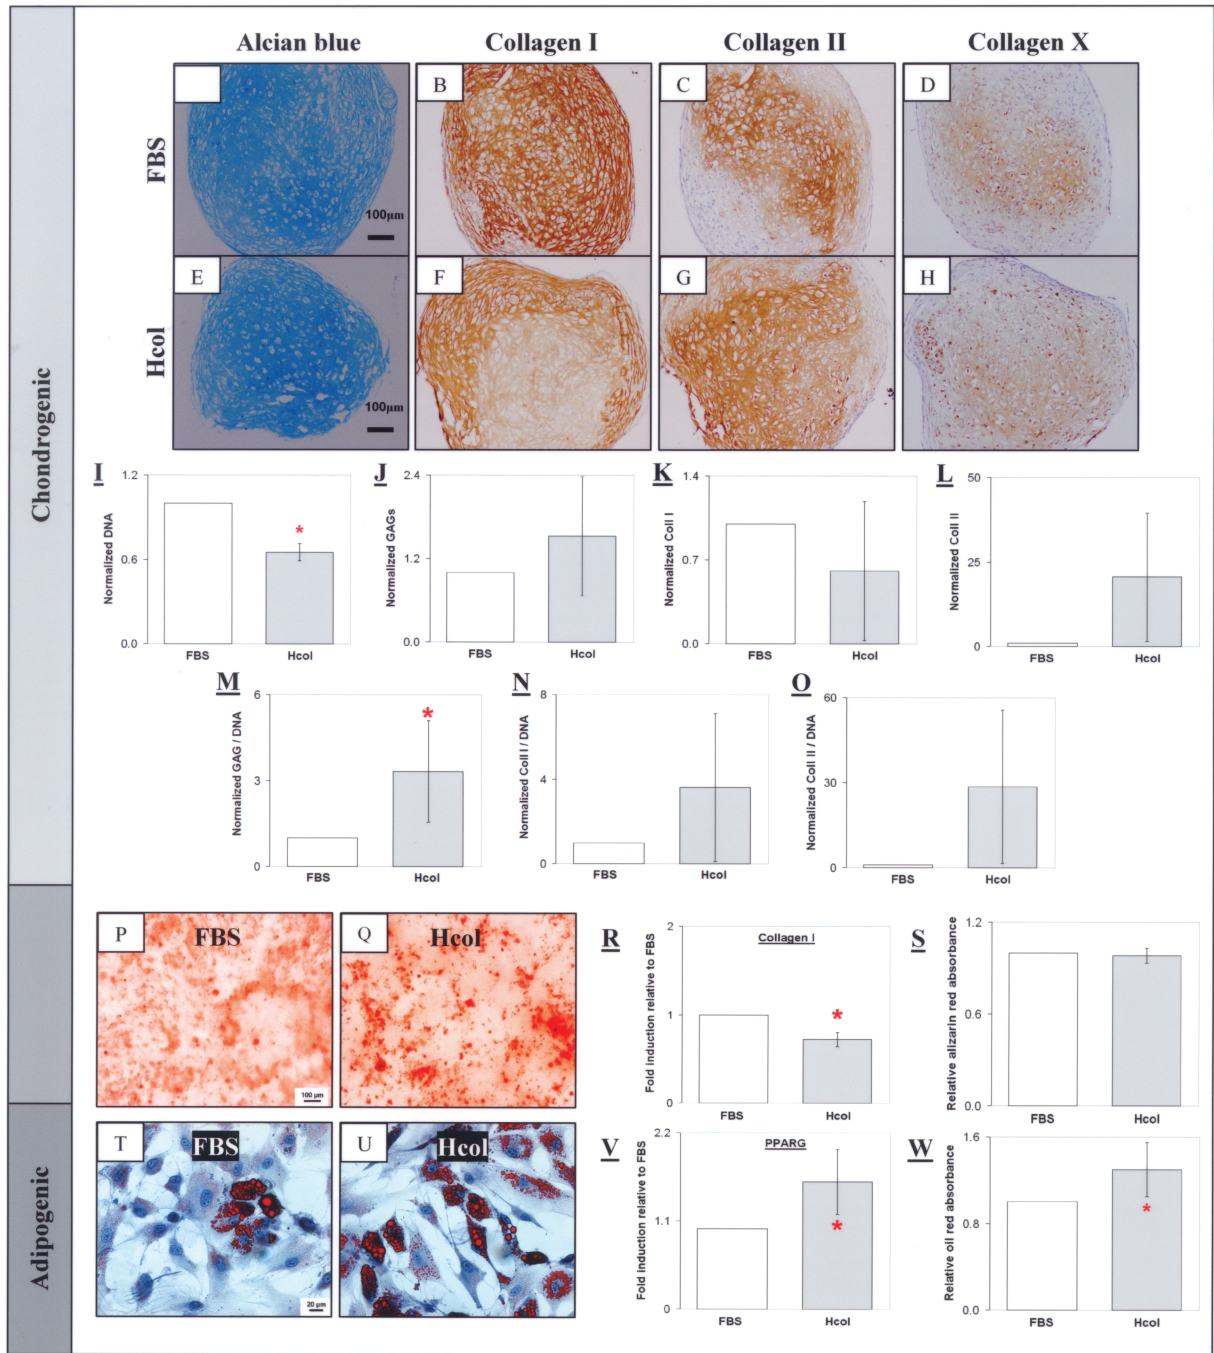 Alcian blue Collagen I Collagen II Collagen X
Chondrogenic
FBS
B C D
100µm
Hcol
E F G H
100µm
I
Normalized DNA
1.2
0.6
0.0
*
FBS Hcol
J
Normalized GAGs
2.4
1.2
0.0
FBS Hcol
K
Normalized Coll I
1.4
0.7
0.0
FBS Hcol
L
Normalized Coll II
50
25
0
FBS Hcol
M
Normalized GAG / DNA
6
3
0
*
FBS Hcol
N
Normalized Coll I / DNA
8
4
0
FBS Hcol
O
Normalized Coll II / DNA
60
30
0
FBS Hcol
P FBS
100 µm
Q Hcol
R
Collagen I
Fold induction relative to FBS
2
1
0
*
FBS Hcol
S
Relative alizarin red absorbance
1.2
0.6
0.0
FBS Hcol
Adipogenic
T FBS
20 µm
U Hcol
V
PPARG
Fold induction relative to FBS
2.2
1.1
0
*
FBS Hcol
W
Relative oil red absorbance
1.6
0.8
0.0
*
FBS Hcol